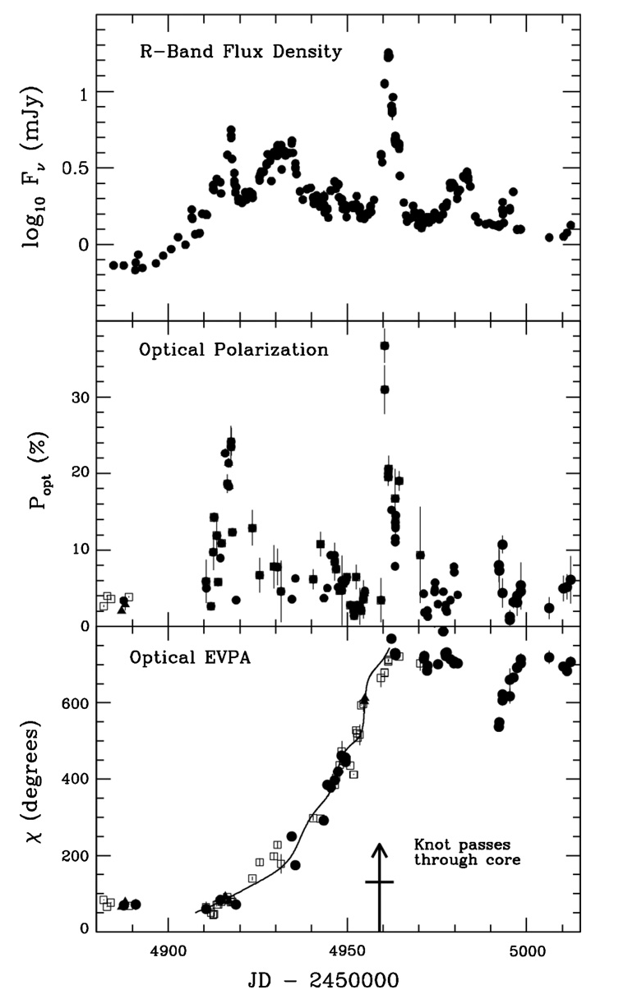 R-Band Flux Density
log₁₀ Fᵥ (mJy)
1
0.5
0
Optical Polarization
Pₒₚₜ (%)
30
20
10
0
Optical EVPA
χ (degrees)
600
400
200
0
Knot passes
through core
4900 4950 5000
JD - 2450000